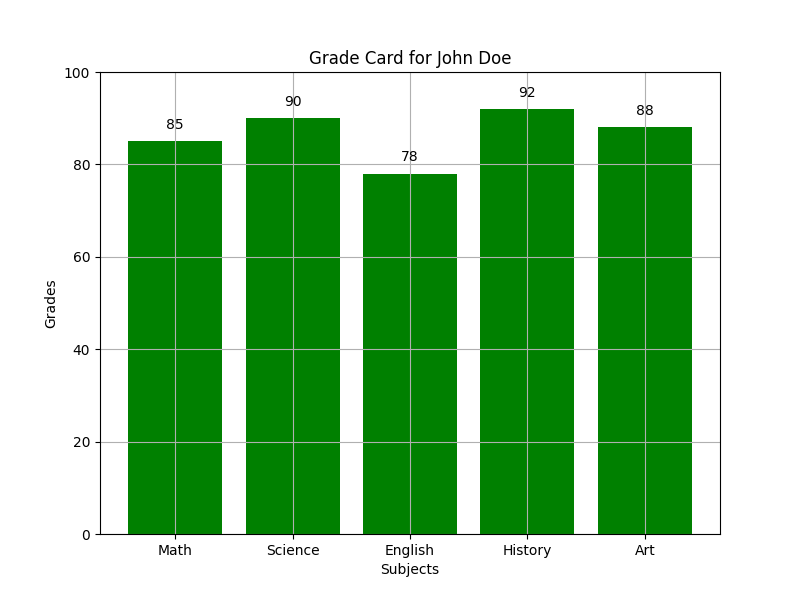 Grade Card for John Doe
100
80
60
40
20
0
Grades
85
90
78
92
88
Math
Science
English
History
Art
Subjects